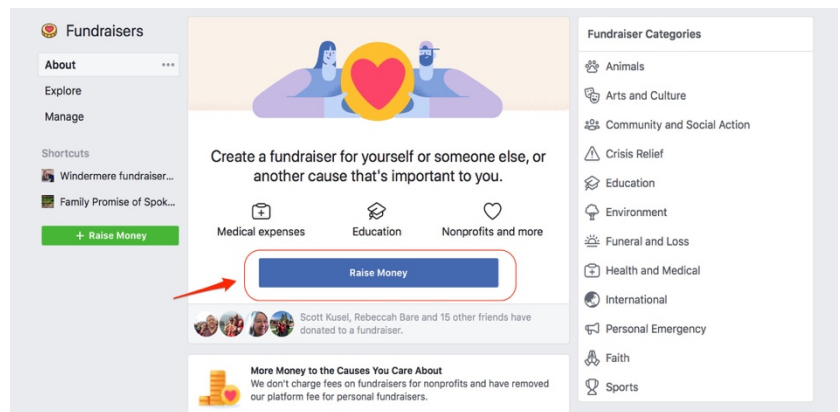 Fundraisers
About
Explore
Manage
Shortcuts
Windermere fundraiser...
Family Promise of Spok...
+ Raise Money
Create a fundraiser for yourself or someone else, or
another cause that's important to you.
Medical expenses
Education
Nonprofits and more
Raise Money
Scott Kusel, Rebeccah Bare and 15 other friends have
donated to a fundraiser.
More Money to the Causes You Care About
We don't charge fees on fundraisers for nonprofits and have removed
our platform fee for personal fundraisers.
Fundraiser Categories
Animals
Arts and Culture
Community and Social Action
Crisis Relief
Education
Environment
Funeral and Loss
Health and Medical
International
Personal Emergency
Faith
Sports